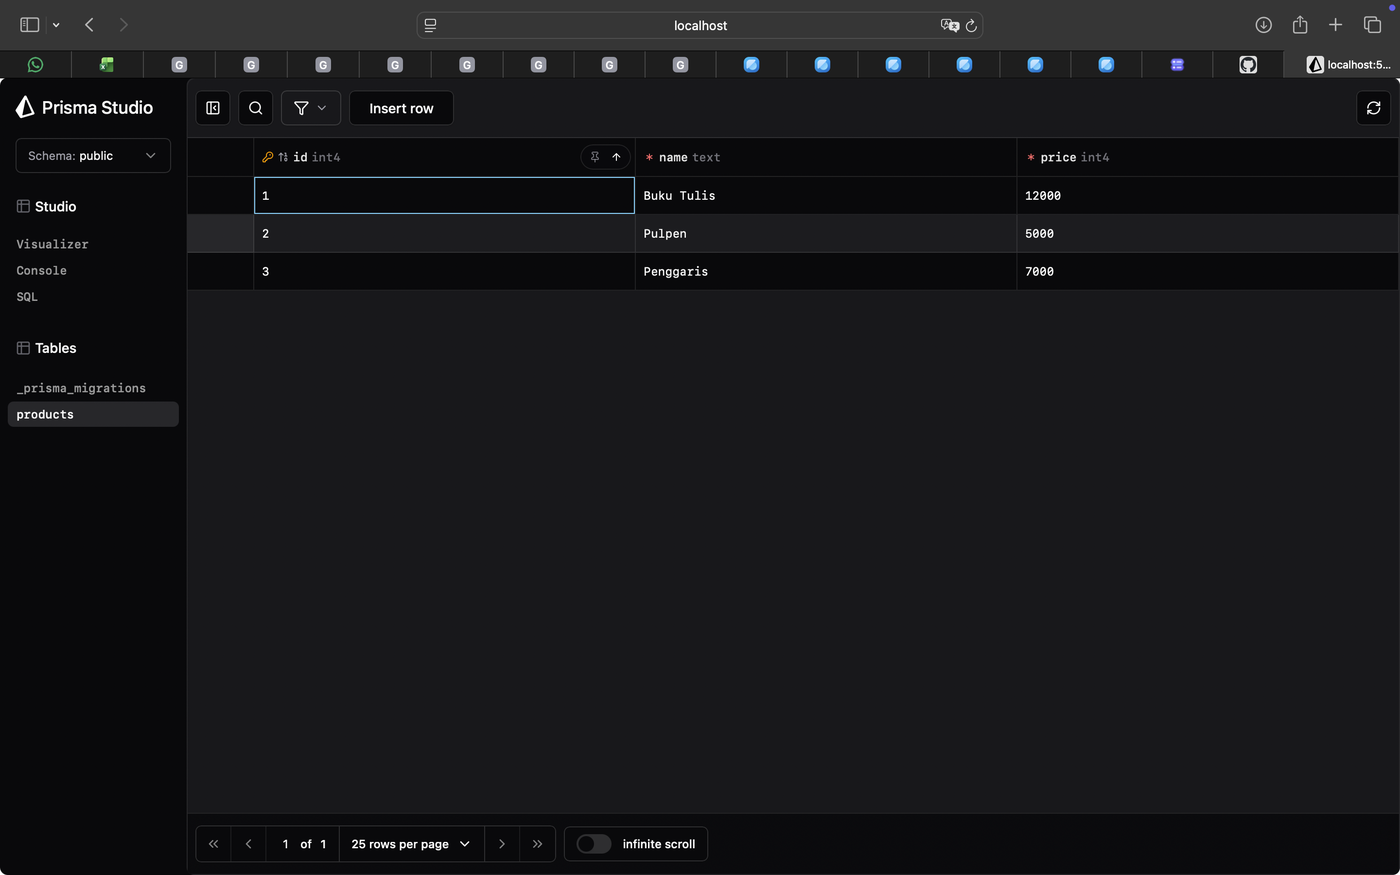 localhost
G
G
G
G
G
G
G
G
localhost:5...
Prisma Studio
Insert row
Schema: public
id int4
* name text
* price int4
1
Buku Tulis
12000
2
Pulpen
5000
3
Penggaris
7000
Studio
Visualizer
Console
SQL
Tables
_prisma_migrations
products
1 of 1
25 rows per page
infinite scroll